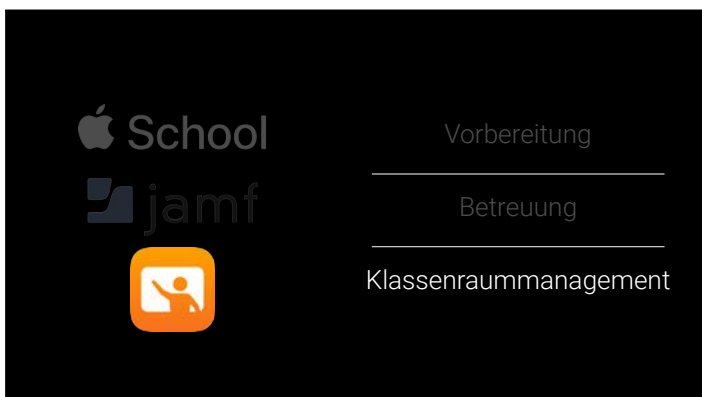 School
Vorbereitung
jamf
Betreuung
Klassenraummanagement